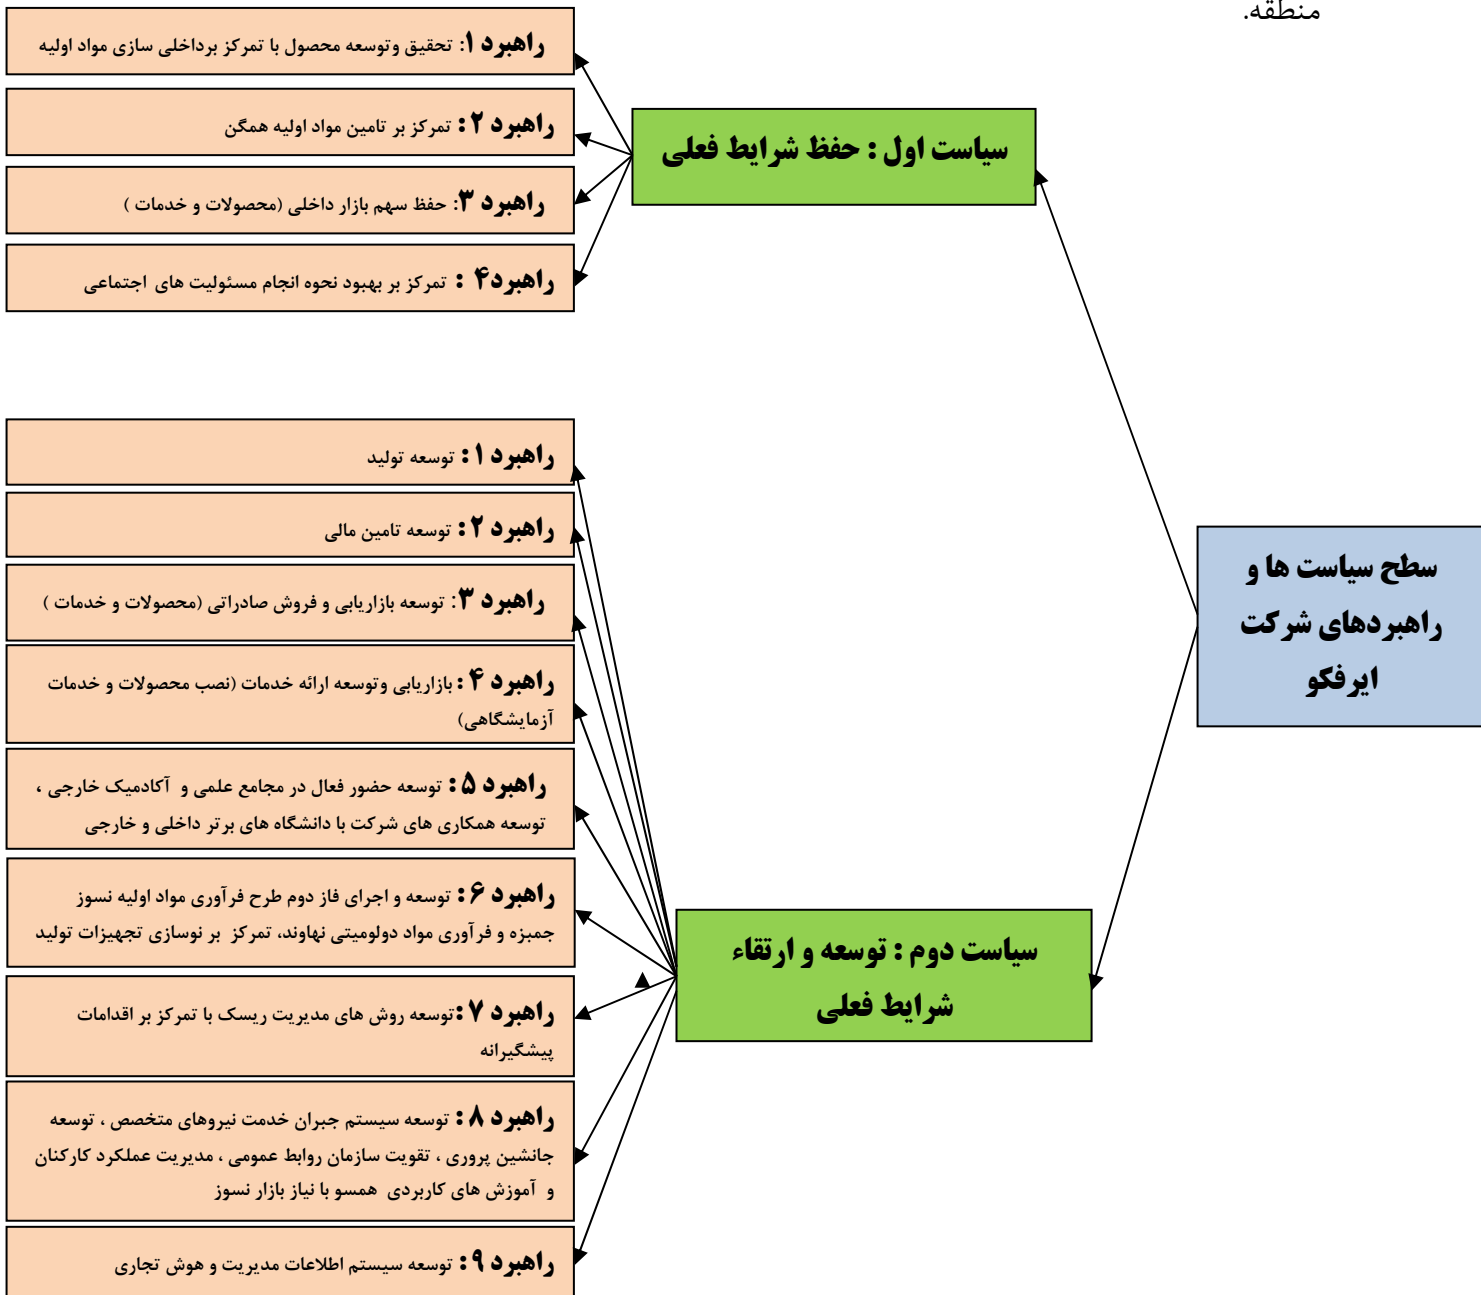 منطقه.
سطح سیاست ها و
راهبردهای شرکت
ایرفکو
سیاست اول : حفظ شرایط فعلی
راهبرد ۱: تحقیق وتوسعه محصول با تمرکز برداخلی سازی مواد اولیه
راهبرد ۲ : تمرکز بر تامین مواد اولیه همگن
راهبرد ۳: حفظ سهم بازار داخلی (محصولات و خدمات )
راهبرد۴ : تمرکز بر بهبود نحوه انجام مسئولیت های اجتماعی
سیاست دوم : توسعه و ارتقاء
شرایط فعلی
راهبرد ۱ : توسعه تولید
راهبرد ۲ : توسعه تامین مالی
راهبرد ۳: توسعه بازاریابی و فروش صادراتی (محصولات و خدمات )
راهبرد ۴ : بازاریابی وتوسعه ارائه خدمات (نصب محصولات و خدمات
آزمایشگاهی)
راهبرد ۵ : توسعه حضور فعال در مجامع علمی و آکادمیک خارجی ،
توسعه همکاری های شرکت با دانشگاه های برتر داخلی و خارجی
راهبرد ۶ : توسعه و اجرای فاز دوم طرح فرآوری مواد اولیه نسوز
جمبزه و فرآوری مواد دولومیتی نهاوند، تمرکز بر نوسازی تجهیزات تولید
راهبرد ۷ :توسعه روش های مدیریت ریسک با تمرکز بر اقدامات
پیشگیرانه
راهبرد ۸ : توسعه سیستم جبران خدمت نیروهای متخصص ، توسعه
جانشین پروری ، تقویت سازمان روابط عمومی ، مدیریت عملکرد کارکنان
و آموزش های کاربردی همسو با نیاز بازار نسوز
راهبرد ۹ : توسعه سیستم اطلاعات مدیریت و هوش تجاری